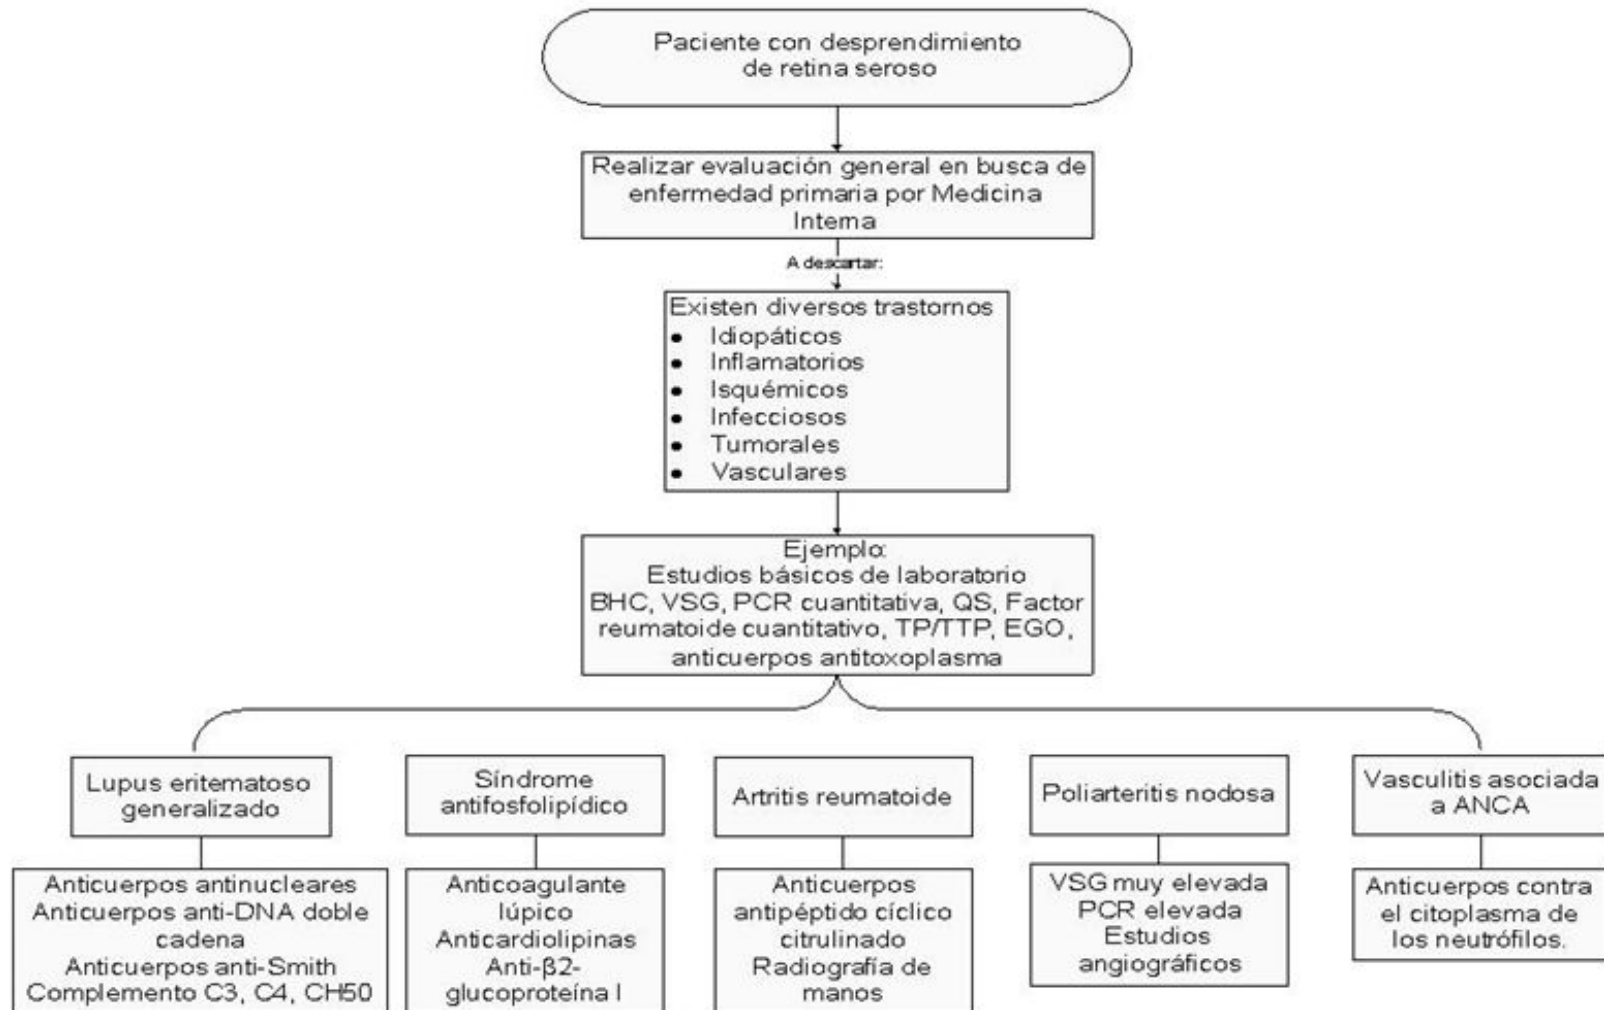 Paciente con desprendimiento
de retina seroso
Realizar evaluación general en busca de
enfermedad primaria por Medicina
Interna
A descartar:
Existen diversos trastornos
• Idiopáticos
• Inflamatorios
• Isquémicos
• Infecciosos
• Tumorales
• Vasculares
Ejemplo:
Estudios básicos de laboratorio
BHC, VSG, PCR cuantitativa, QS, Factor
reumatoide cuantitativo, TP/TTP, EGO,
anticuerpos antitoxoplasma
Lupus eritematoso
generalizado
Anticuerpos antinucleares
Anticuerpos anti-DNA doble
cadena
Anticuerpos anti-Smith
Complemento C3, C4, CH50
Síndrome
antifosfolipídico
Anticoagulante
lúpico
Anticardiolipinas
Anti-β2-
glucoproteína I
Artritis reumatoide
Anticuerpos
antipéptido cíclico
citrulinado
Radiografía de
manos
Poliarteritis nodosa
VSG muy elevada
PCR elevada
Estudios
angiográficos
Vasculitis asociada
a ANCA
Anticuerpos contra
el citoplasma de
los neutrófilos.